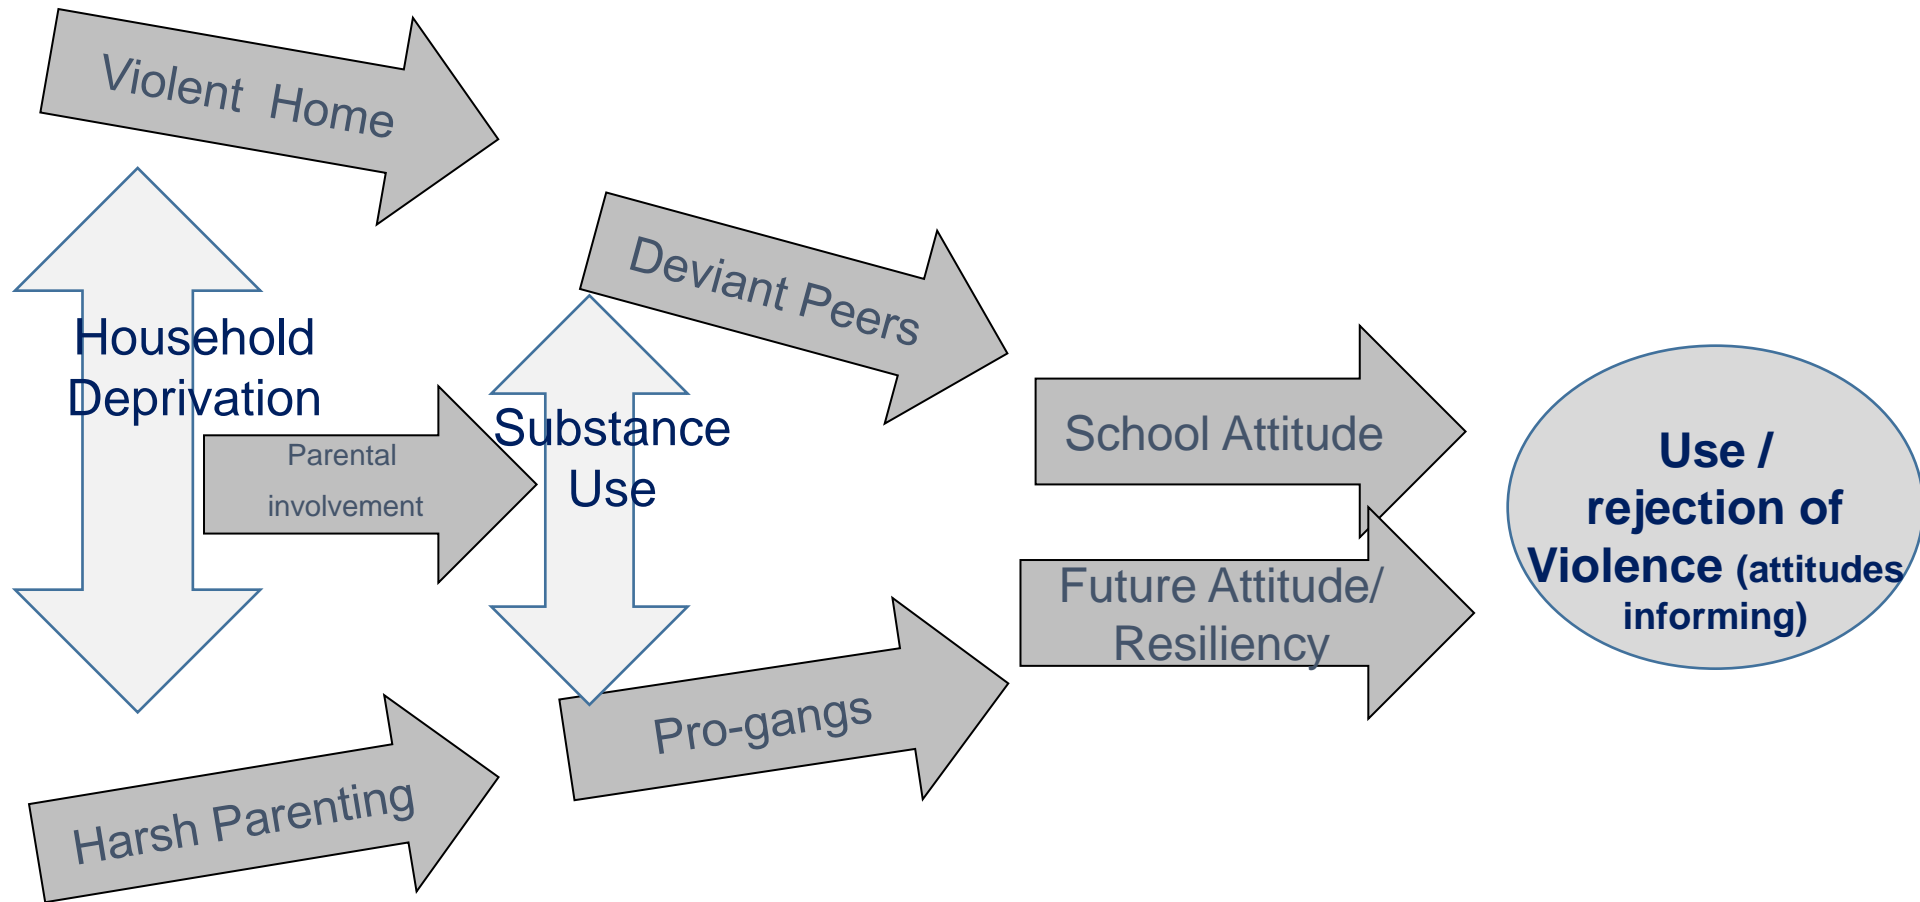 Violent  Home
Deviant Peers
Household
Deprivation
Parental
involvement
Substance
Use
School Attitude
Use /
rejection of
Violence (attitudes
informing)
Future Attitude/
Resiliency
Pro-gangs
Harsh Parenting